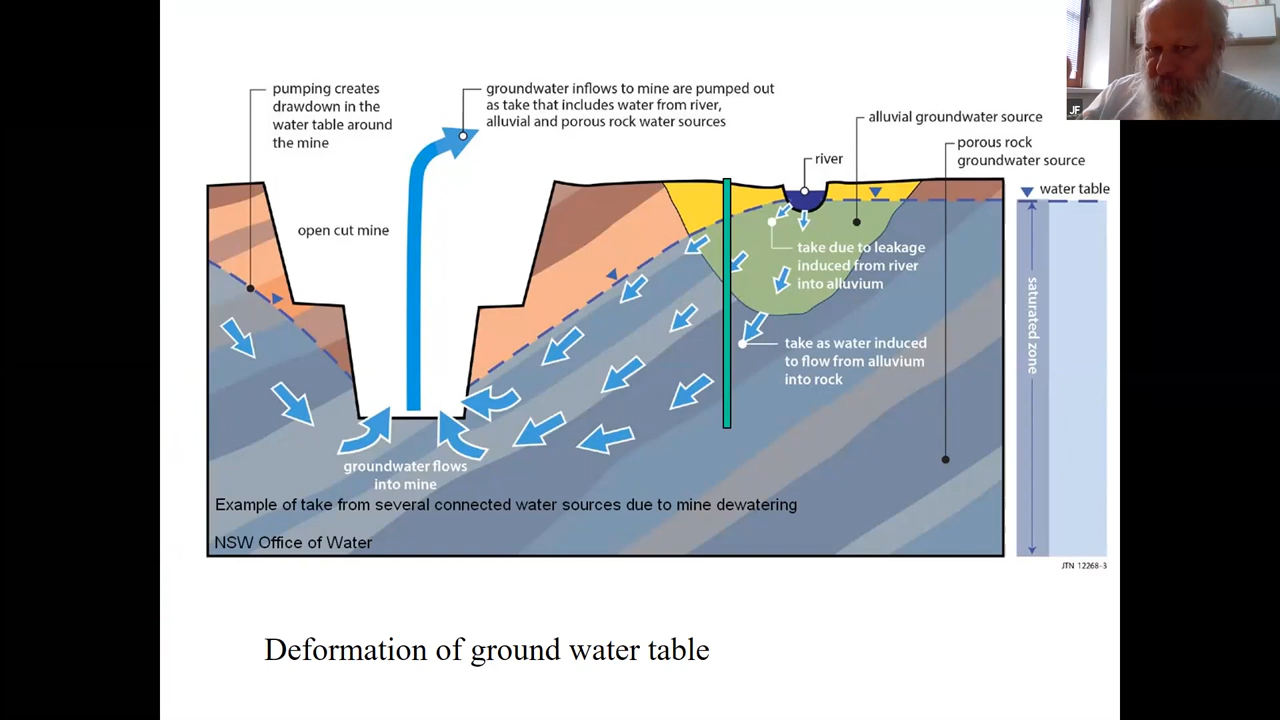 pumping creates
drawdown in the
water table around
the mine
groundwater inflows to mine are pumped out
as take that includes water from river,
alluvial and porous rock water sources
JF
alluvial groundwater source
river
porous rock
groundwater source
water table
open cut mine
take due to leakage
induced from river
into alluvium
saturated zone
take as water induced
to flow from alluvium
into rock
groundwater flows
into mine
Example of take from several connected water sources due to mine dewatering
NSW Office of Water
JTN 12268-3
Deformation of ground water table